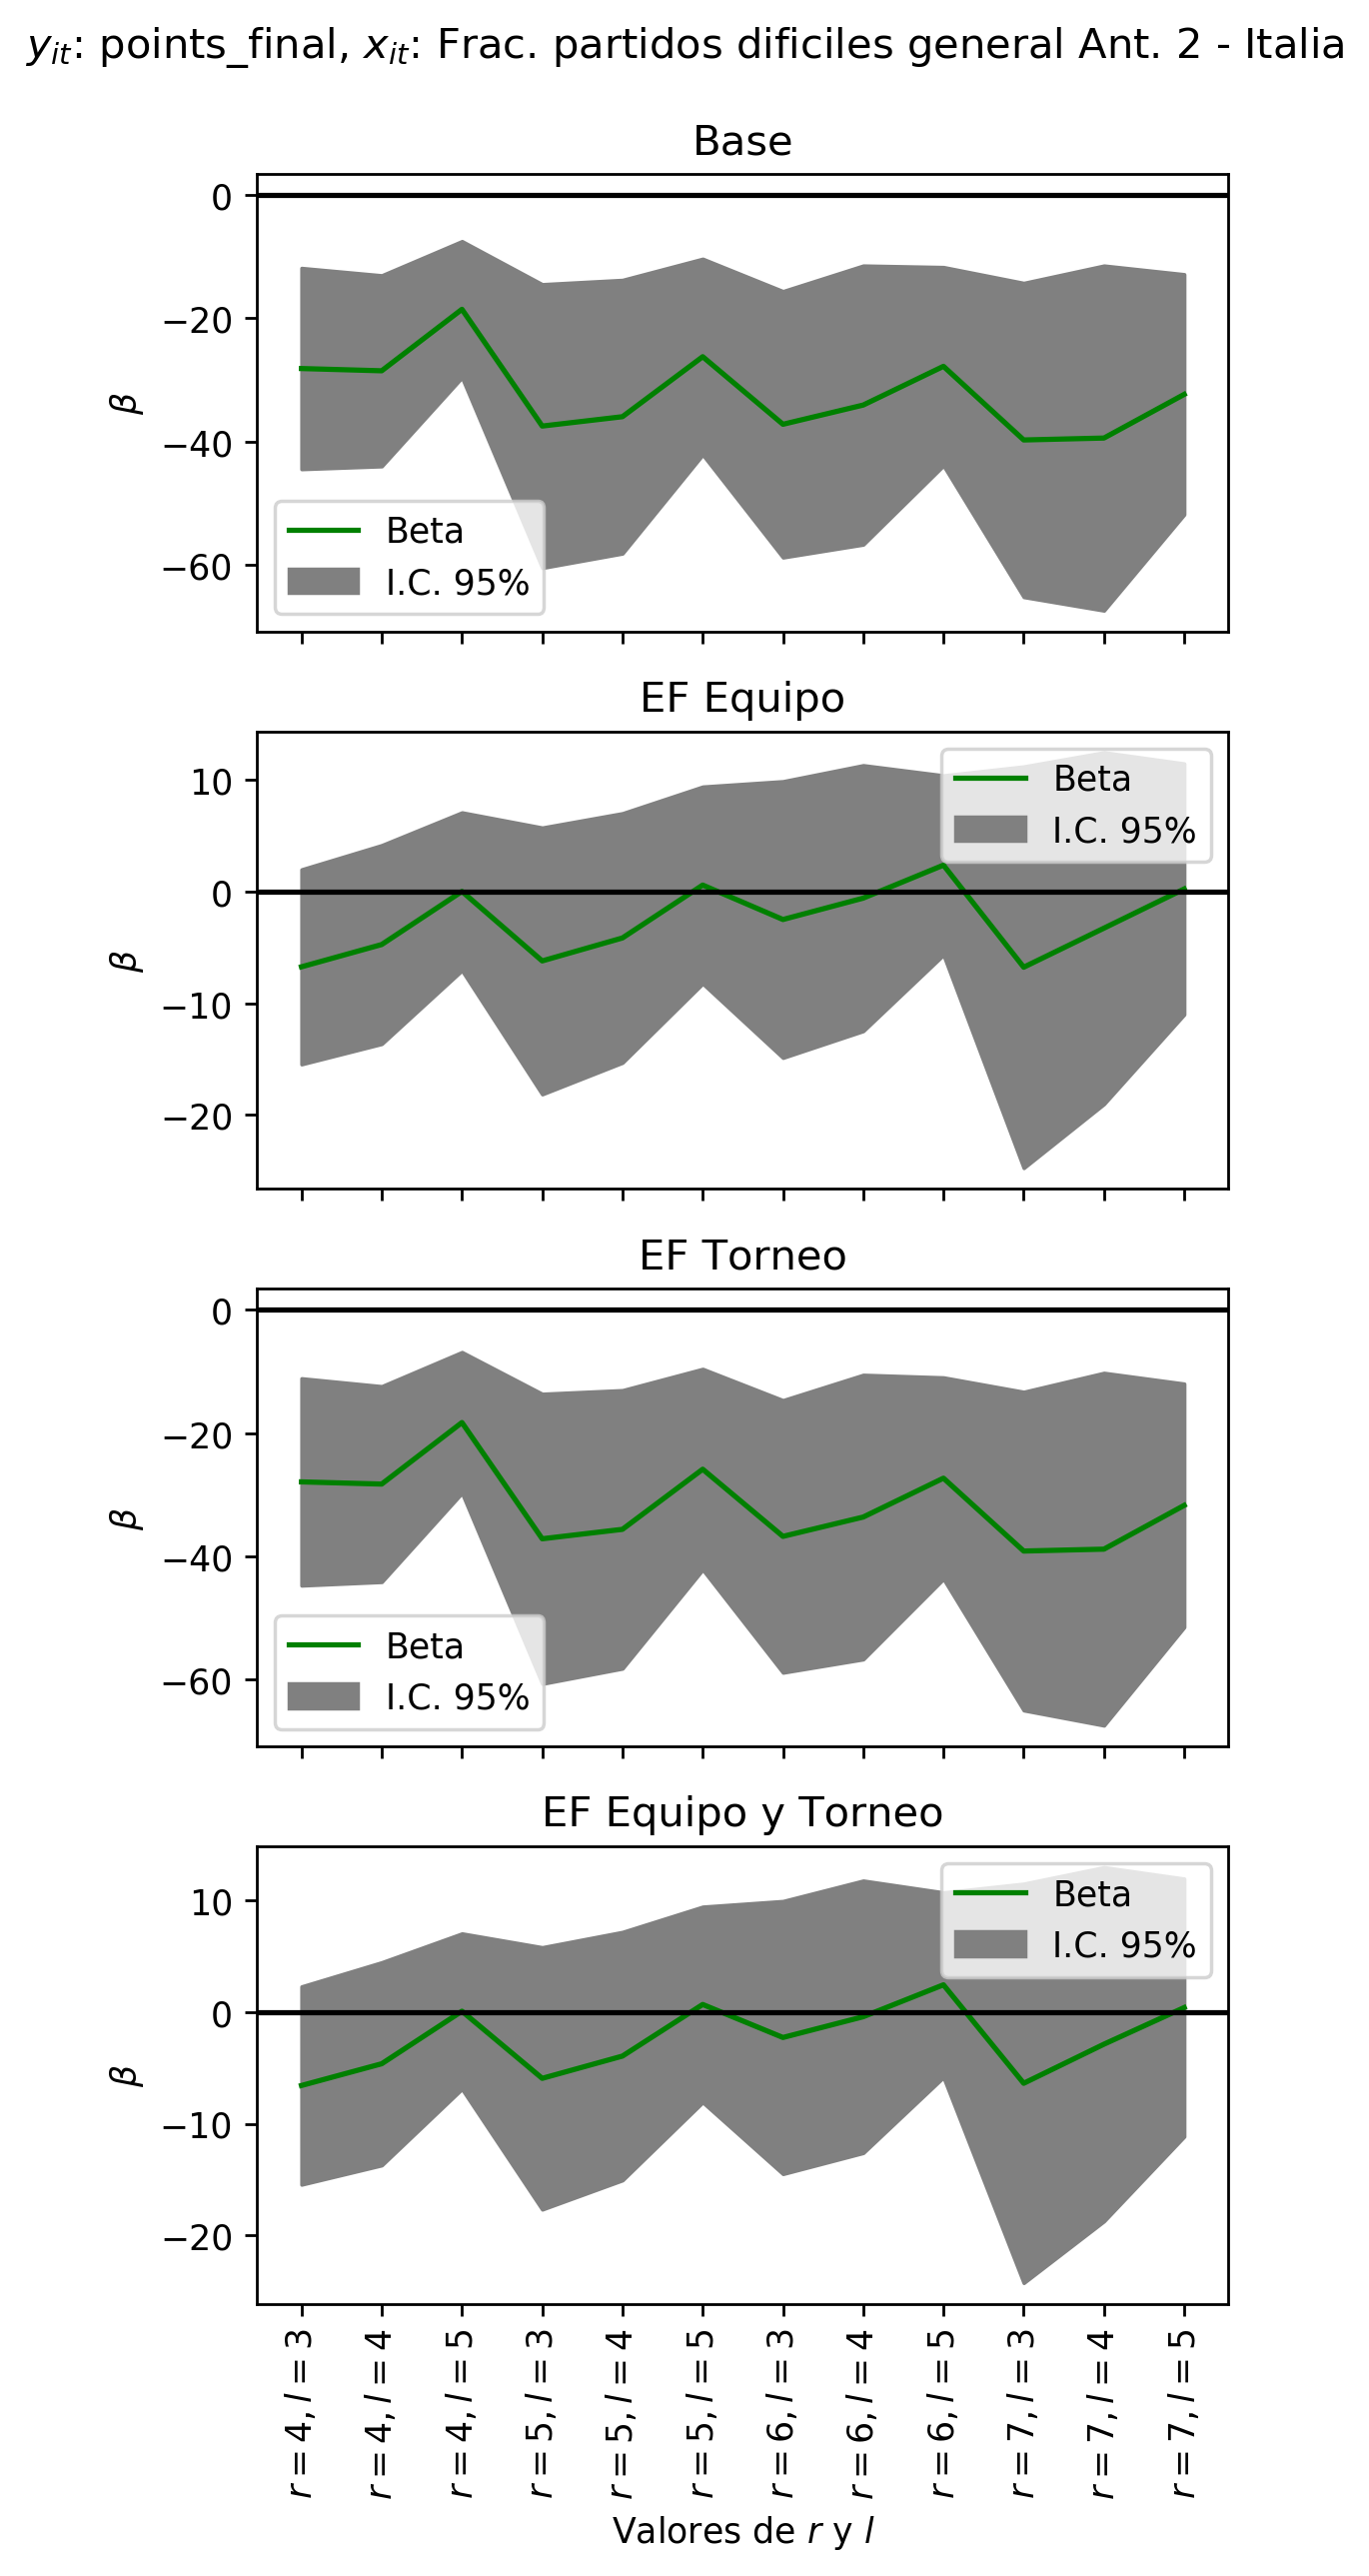 y_it: points_final, x_it: Frac. partidos dificiles general Ant. 2 - Italia
Base
0
−20
−40
−60
β
Beta
I.C. 95%
EF Equipo
10
0
−10
−20
β
Beta
I.C. 95%
EF Torneo
0
−20
−40
−60
β
Beta
I.C. 95%
EF Equipo y Torneo
10
0
−10
−20
β
Beta
I.C. 95%
r = 4, l = 3
r = 4, l = 4
r = 4, l = 5
r = 5, l = 3
r = 5, l = 4
r = 5, l = 5
r = 6, l = 3
r = 6, l = 4
r = 6, l = 5
r = 7, l = 3
r = 7, l = 4
r = 7, l = 5
Valores de r y l